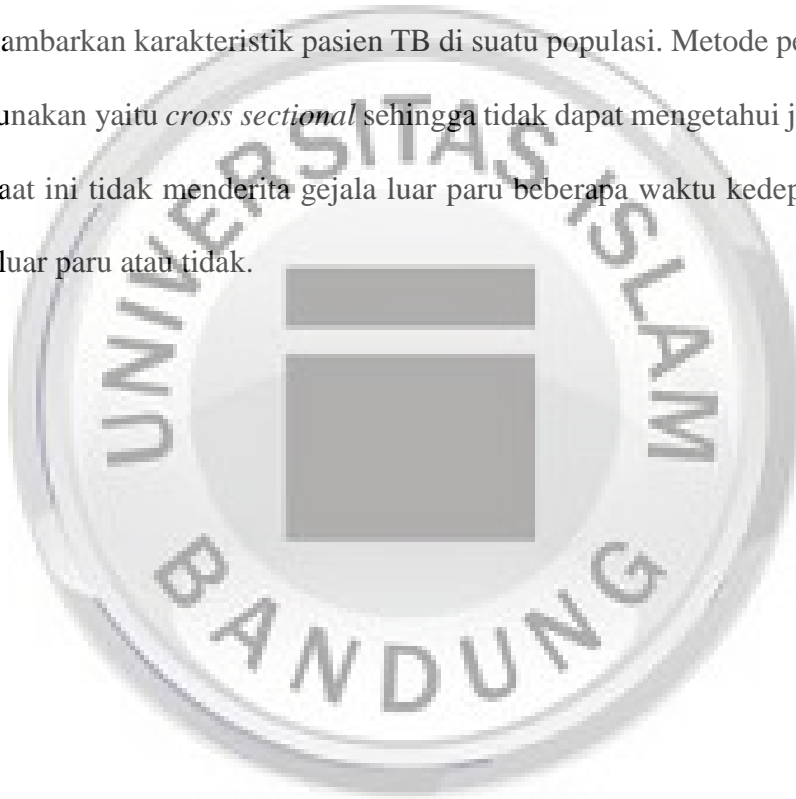 ambarkan karakteristik pasien TB di suatu populasi. Metode pe
unakan yaitu cross sectional sehingga tidak dapat mengetahui j
aat ini tidak menderita gejala luar paru beberapa waktu kedep
luar paru atau tidak.
UNIVERSITAS ISLAM
BANDUNG